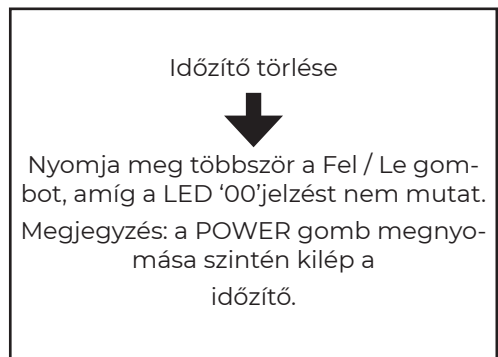 Időzítő törlése
Nyomja meg többször a Fel / Le gom-
bot, amíg a LED ‘00’jelzést nem mutat.
Megjegyzés: a POWER gomb megnyo-
mása szintén kilép a
időzítő.